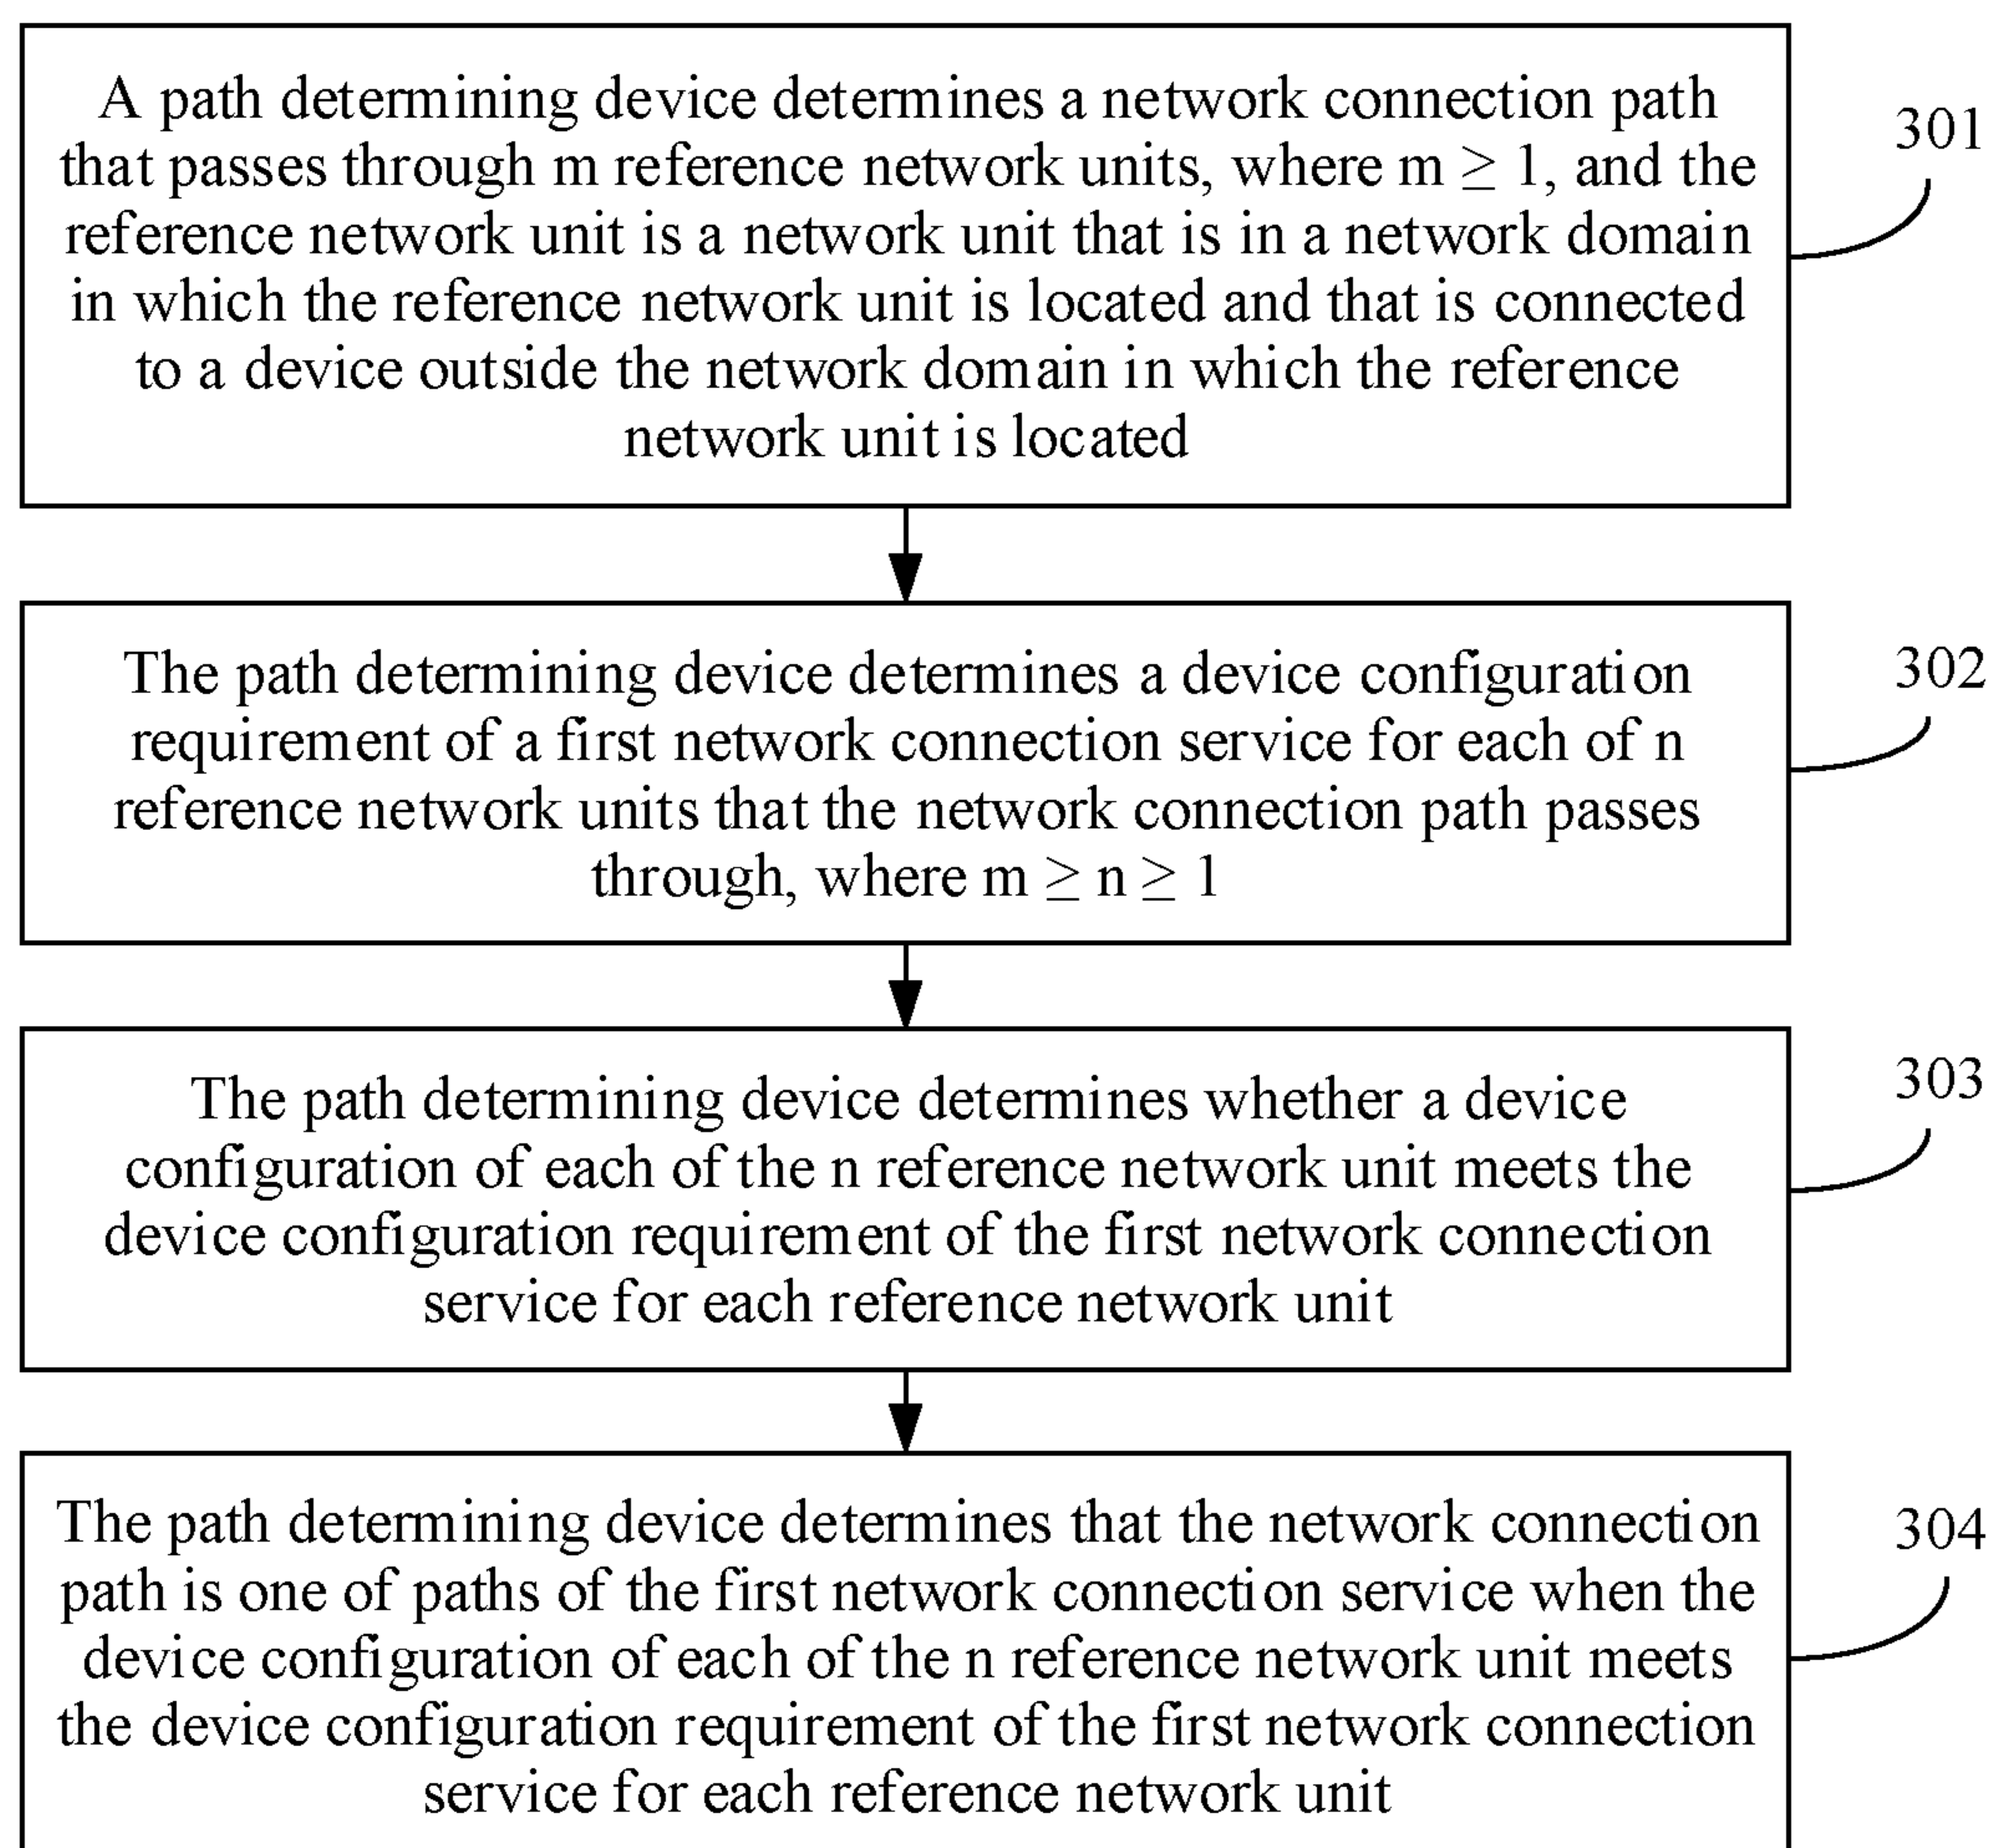 A path determining device determines a network connection path
that passes through m reference network units, where m ≥ 1, and the
reference network unit is a network unit that is in a network domain
in which the reference network unit is located and that is connected
to a device outside the network domain in which the reference
network unit is located
301
The path determining device determines a device configuration
requirement of a first network connection service for each of n
reference network units that the network connection path passes
through, where m ≥ n ≥ 1
302
The path determining device determines whether a device
configuration of each of the n reference network unit meets the
device configuration requirement of the first network connection
service for each reference network unit
303
The path determining device determines that the network connection
path is one of paths of the first network connection service when the
device configuration of each of the n reference network unit meets
the device configuration requirement of the first network connection
service for each reference network unit
304